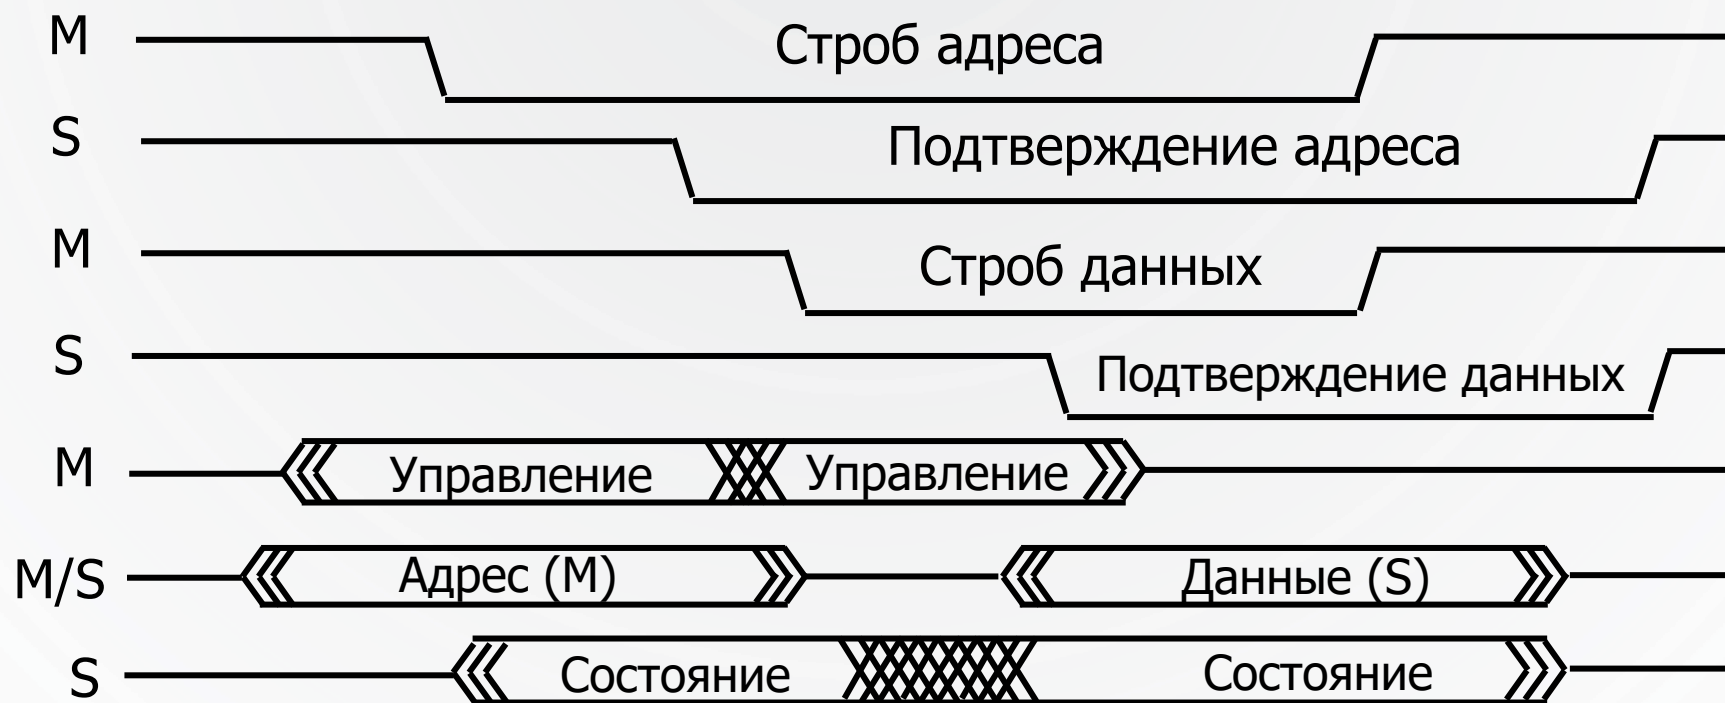 M Строб адреса
S Подтверждение адреса
M Строб данных
S Подтверждение данных
M Управление Управление
M/S Адрес (M) Данные (S)
S Состояние Состояние